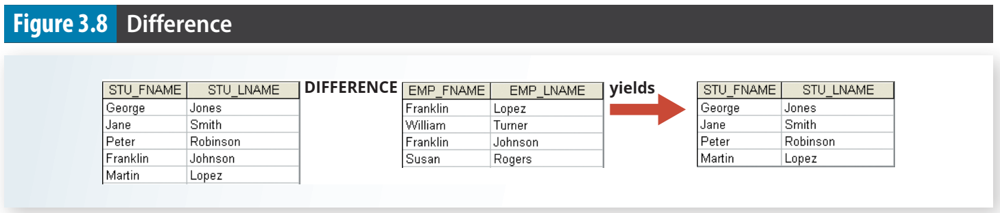 Figure 3.8 Difference
STU_FNAME STU_LNAME
George Jones
Jane Smith
Peter Robinson
Franklin Johnson
Martin Lopez
DIFFERENCE
EMP_FNAME EMP_LNAME
Franklin Lopez
William Turner
Franklin Johnson
Susan Rogers
yields
STU_FNAME STU_LNAME
George Jones
Jane Smith
Peter Robinson
Martin Lopez